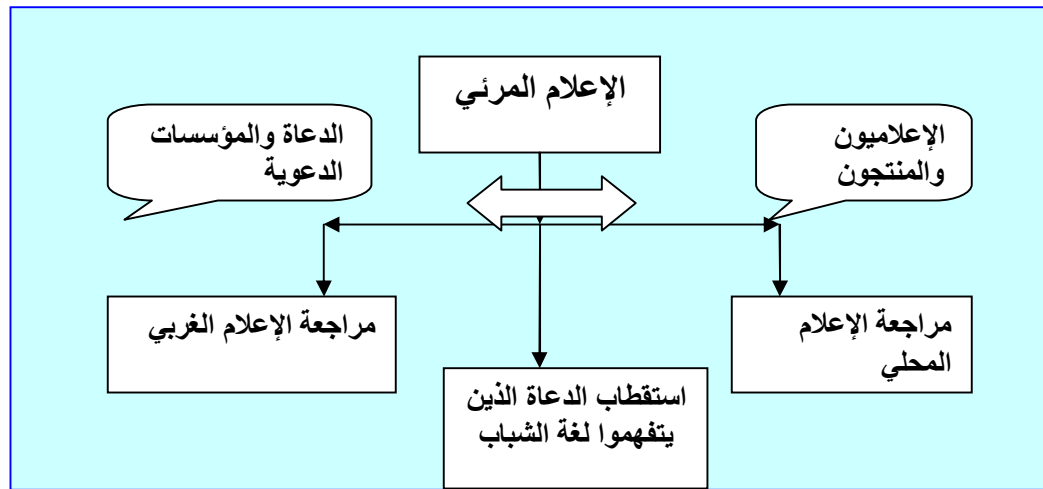 الإعلام المرئي
الإعلاميون
والمنتجون
الدعاة والمؤسسات
الدعوية
مراجعة الإعلام
المحلي
مراجعة الإعلام الغربي
استقطاب الدعاة الذين
يتفهموا لغة الشباب